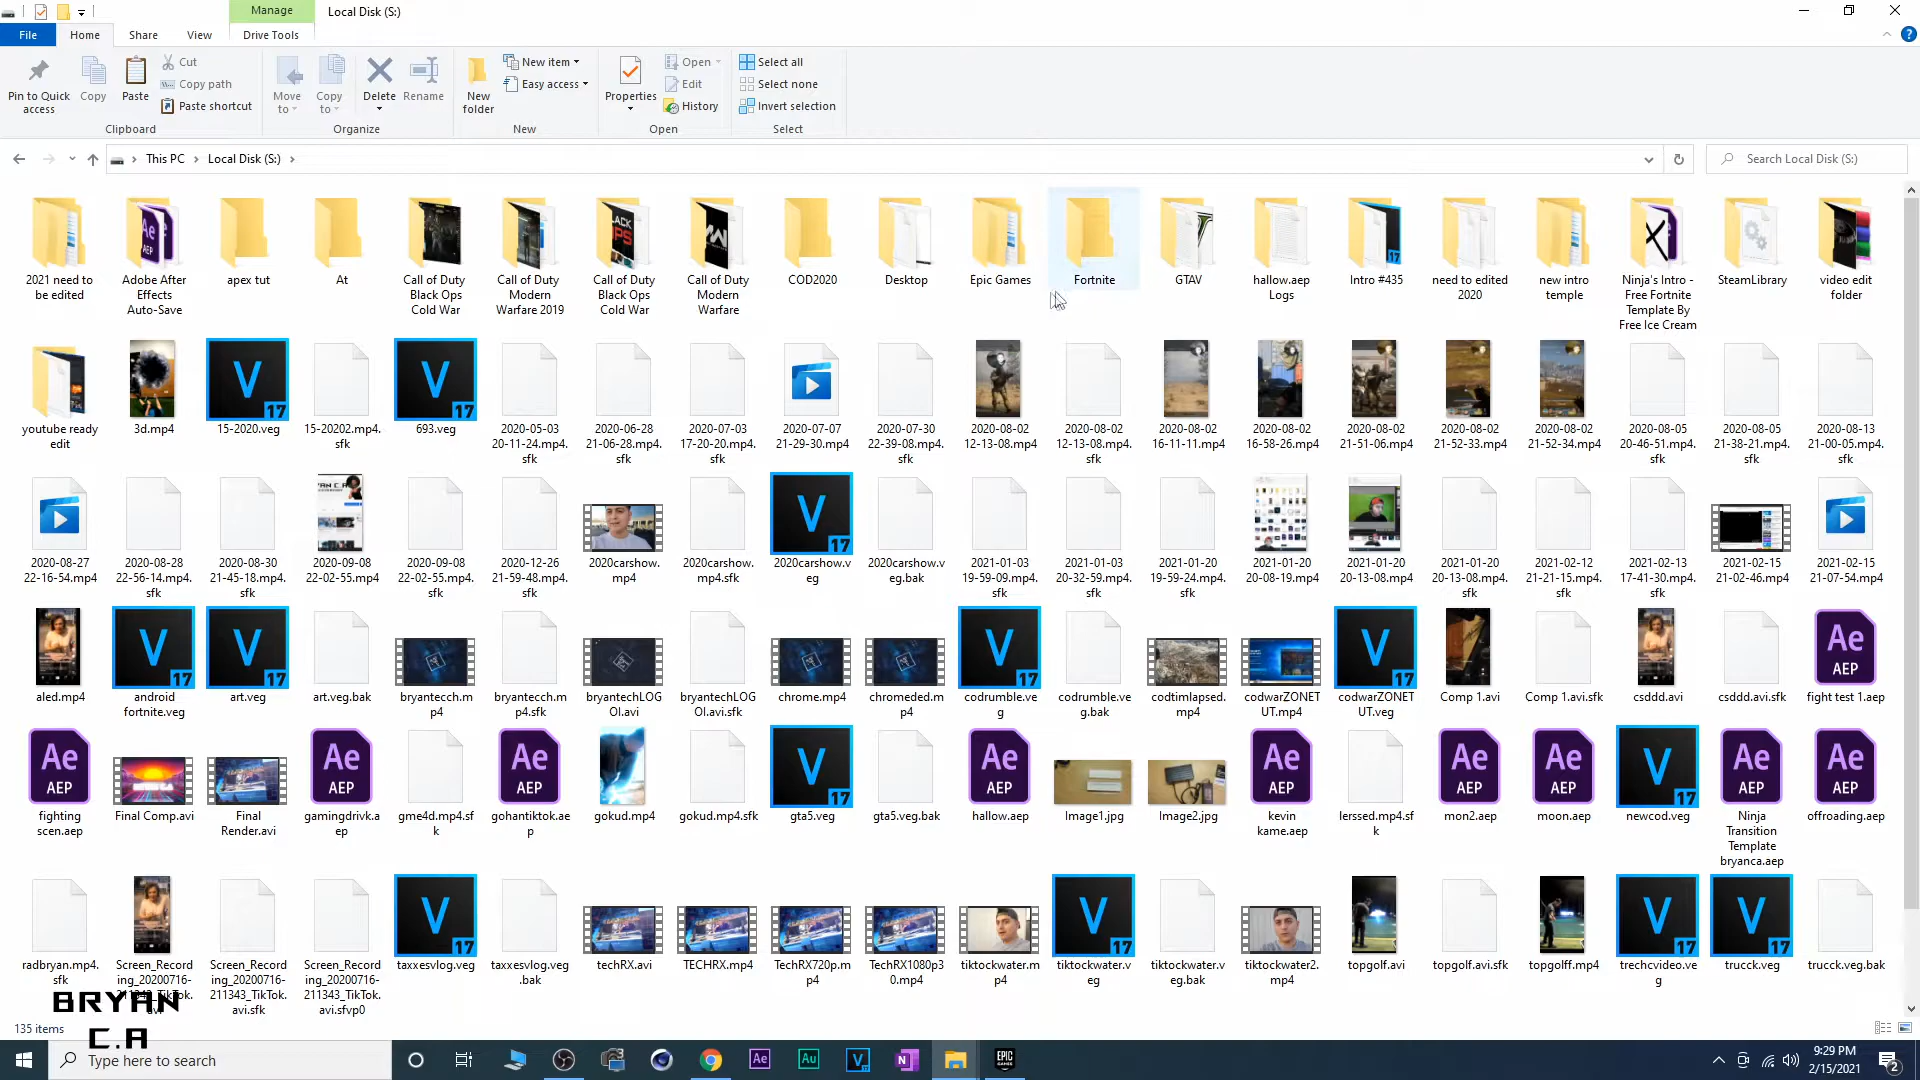 Manage
Local Disk (S:)
File
Home
Share
View
Drive Tools
Pin to Quick access
Copy
Paste
Cut
Copy path
Paste shortcut
Clipboard
Move to
Copy to
Delete
Rename
Organize
New folder
New item
Easy access
New
Properties
Open
Edit
History
Open
Select all
Select none
Invert selection
Select
This PC
Local Disk (S:)
Search Local Disk (S:)
2021 need to be edited
Adobe After Effects Auto-Save
apex tut
At
Call of Duty Black Ops Cold War
Call of Duty Modern Warfare 2019
Call of Duty Black Ops Cold War
Call of Duty Modern Warfare
COD2020
Desktop
Epic Games
Fortnite
GTAV
hallow.aep Logs
Intro #435
need to edited 2020
new intro temple
Ninja's Intro - Free Fortnite Template By Free Ice Cream
SteamLibrary
video edit folder
youtube ready edit
3d.mp4
15-2020.veg
15-20202.mp4.sfk
693.veg
2020-05-03 20-11-24.mp4.sfk
2020-06-28 21-06-28.mp4.sfk
2020-07-03 17-20-20.mp4.sfk
2020-07-07 21-29-30.mp4
2020-07-30 22-39-08.mp4.sfk
2020-08-02 12-13-08.mp4
2020-08-02 12-13-08.mp4.sfk
2020-08-02 16-11-11.mp4
2020-08-02 16-58-26.mp4
2020-08-02 21-51-06.mp4
2020-08-02 21-52-33.mp4
2020-08-02 21-52-34.mp4
2020-08-05 20-46-51.mp4.sfk
2020-08-05 21-38-21.mp4.sfk
2020-08-13 21-00-05.mp4.sfk
2020-08-27 22-16-54.mp4
2020-08-28 22-56-14.mp4.sfk
2020-08-30 21-45-18.mp4.sfk
2020-09-08 22-02-55.mp4
2020-09-08 22-02-55.mp4.sfk
2020-12-26 21-59-48.mp4.sfk
2020carshow.mp4
2020carshow.mp4.sfk
2020carshow.veg
2020carshow.veg.bak
2021-01-03 19-59-09.mp4.sfk
2021-01-03 20-32-59.mp4.sfk
2021-01-20 19-59-24.mp4.sfk
2021-01-20 20-08-19.mp4
2021-01-20 20-13-08.mp4
2021-01-20 20-13-08.mp4.sfk
2021-02-12 21-21-15.mp4.sfk
2021-02-13 17-41-30.mp4.sfk
2021-02-15 21-02-46.mp4
2021-02-15 21-07-54.mp4
aled.mp4
android fortnite.veg
art.veg
art.veg.bak
bryantecch.mp4
bryantecch.mp4.sfk
bryantechLOGOl.avi
bryantechLOGOl.avi.sfk
chrome.mp4
chromeded.mp4
codrumble.veg
codrumble.veg.bak
codtimlapsed.mp4
codwarZONETUT.mp4
codwarZONETUT.veg
Comp 1.avi
Comp 1.avi.sfk
csddd.avi
csddd.avi.sfk
fight test 1.aep
fighting scen.aep
Final Comp.avi
Final Render.avi
gamingdrivk.aep
gme4d.mp4.sfk
gohantiktok.aep
gokud.mp4
gokud.mp4.sfk
gta5.veg
gta5.veg.bak
hallow.aep
Image1.jpg
Image2.jpg
kevin kame.aep
lerssed.mp4.sfk
mon2.aep
moon.aep
newcod.veg
Ninja Transition Template bryanca.aep
offroading.aep
radbryan.mp4.sfk
Screen_Recording_20200716-211343_TikTok.avi
Screen_Recording_20200716-211343_TikTok.avi.sfk
Screen_Recording_20200716-211343_TikTok.avi.sfvp0
taxxesvlog.veg
taxxesvlog.veg.bak
techRX.avi
TECHRX.mp4
TechRX720p.mp4
TechRX1080p30.mp4
tiktockwater.mp4
tiktockwater.veg
tiktockwater.veg.bak
tiktockwater2.mp4
topgolf.avi
topgolf.avi.sfk
topgolff.mp4
trechcvideo.veg
trucck.veg
trucck.veg.bak
BRYAN
C.A
135 items
Type here to search
9:29 PM
2/15/2021